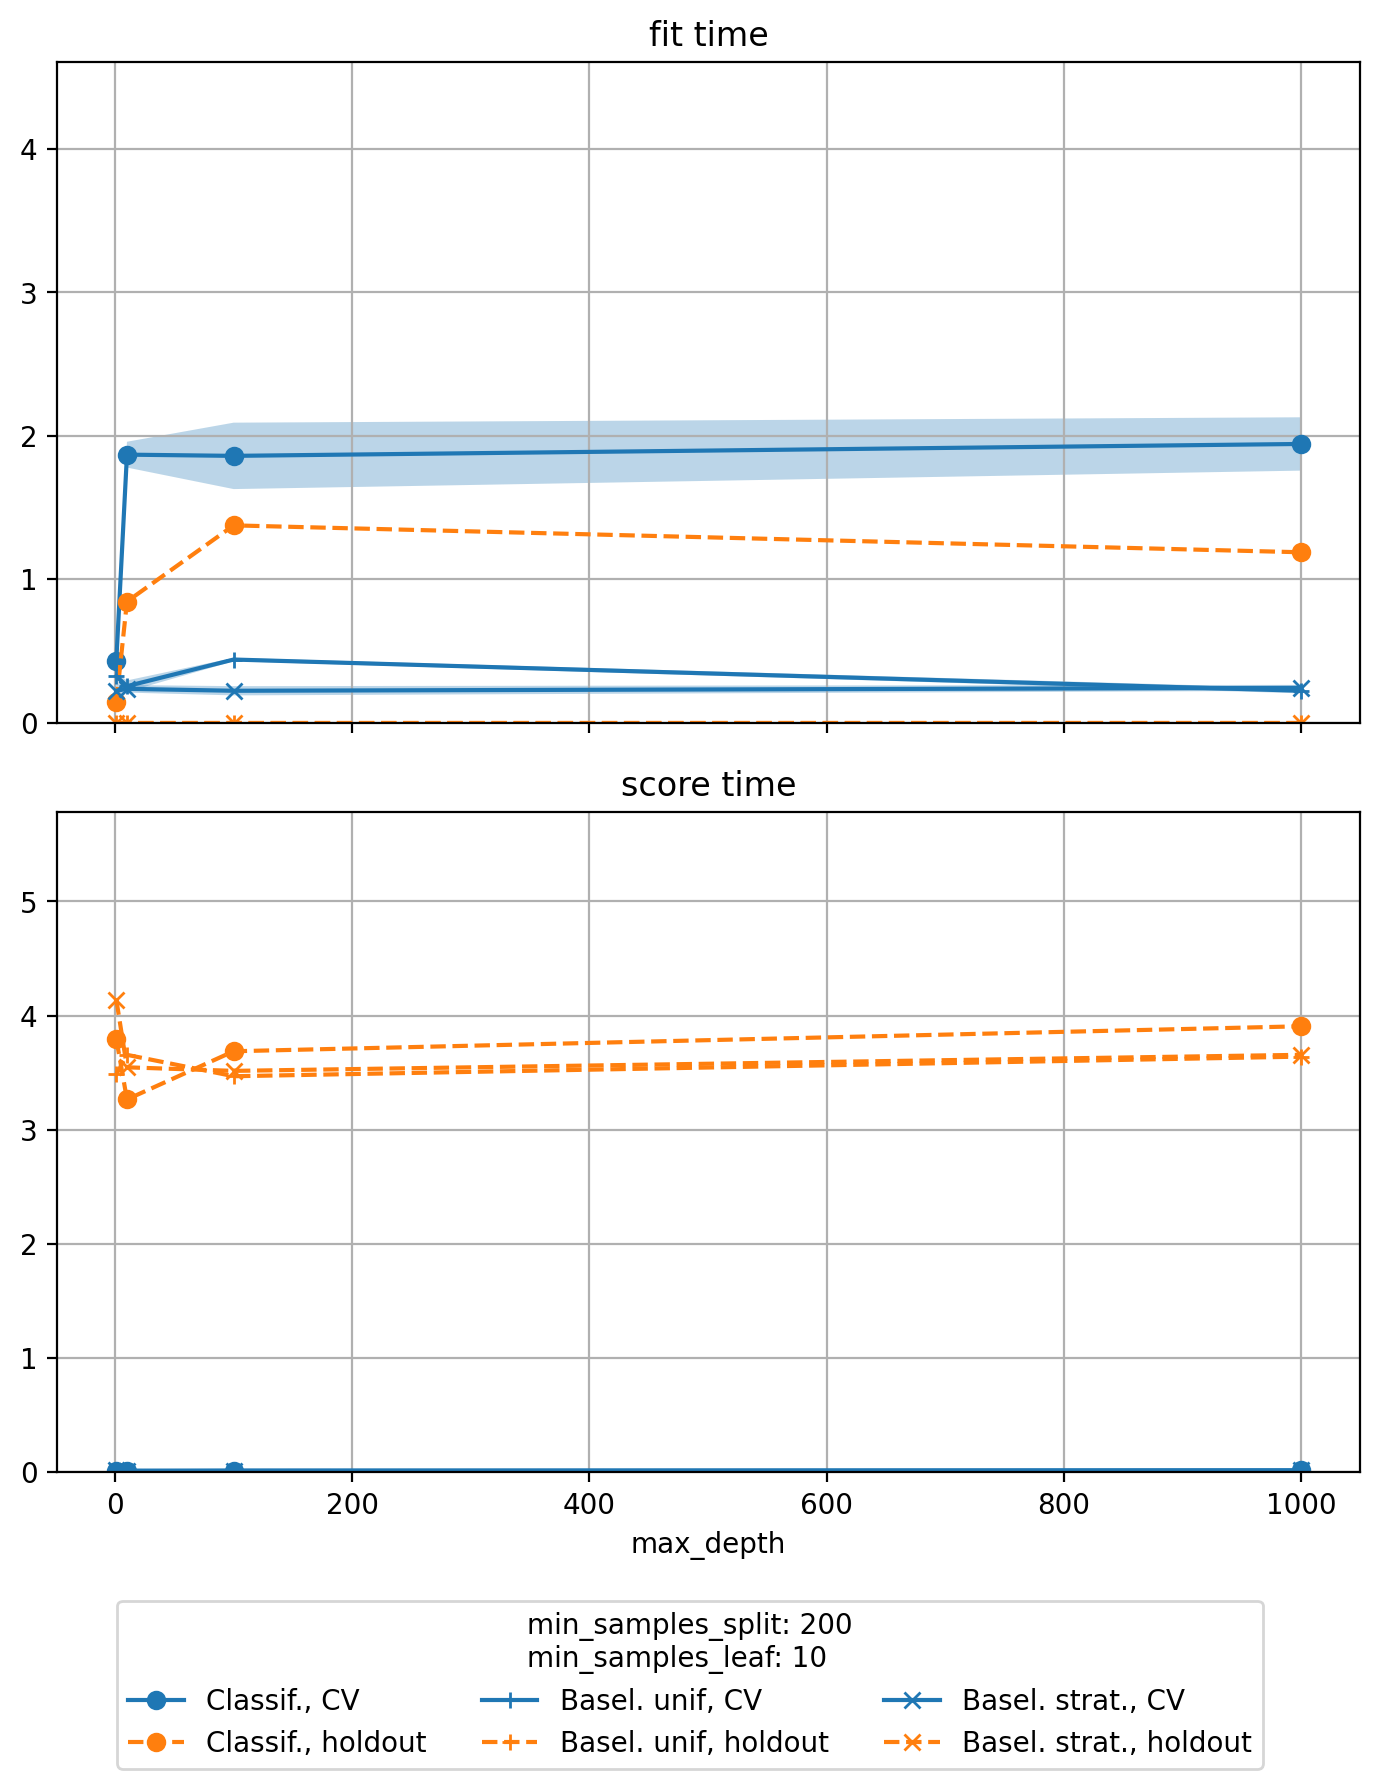 fit time
4
3
2
1
0
score time
5
4
3
2
1
0
0 200 400 600 800 1000
max_depth
min_samples_split: 200
min_samples_leaf: 10
Classif., CV Basel. unif, CV Basel. strat., CV
Classif., holdout Basel. unif, holdout Basel. strat., holdout